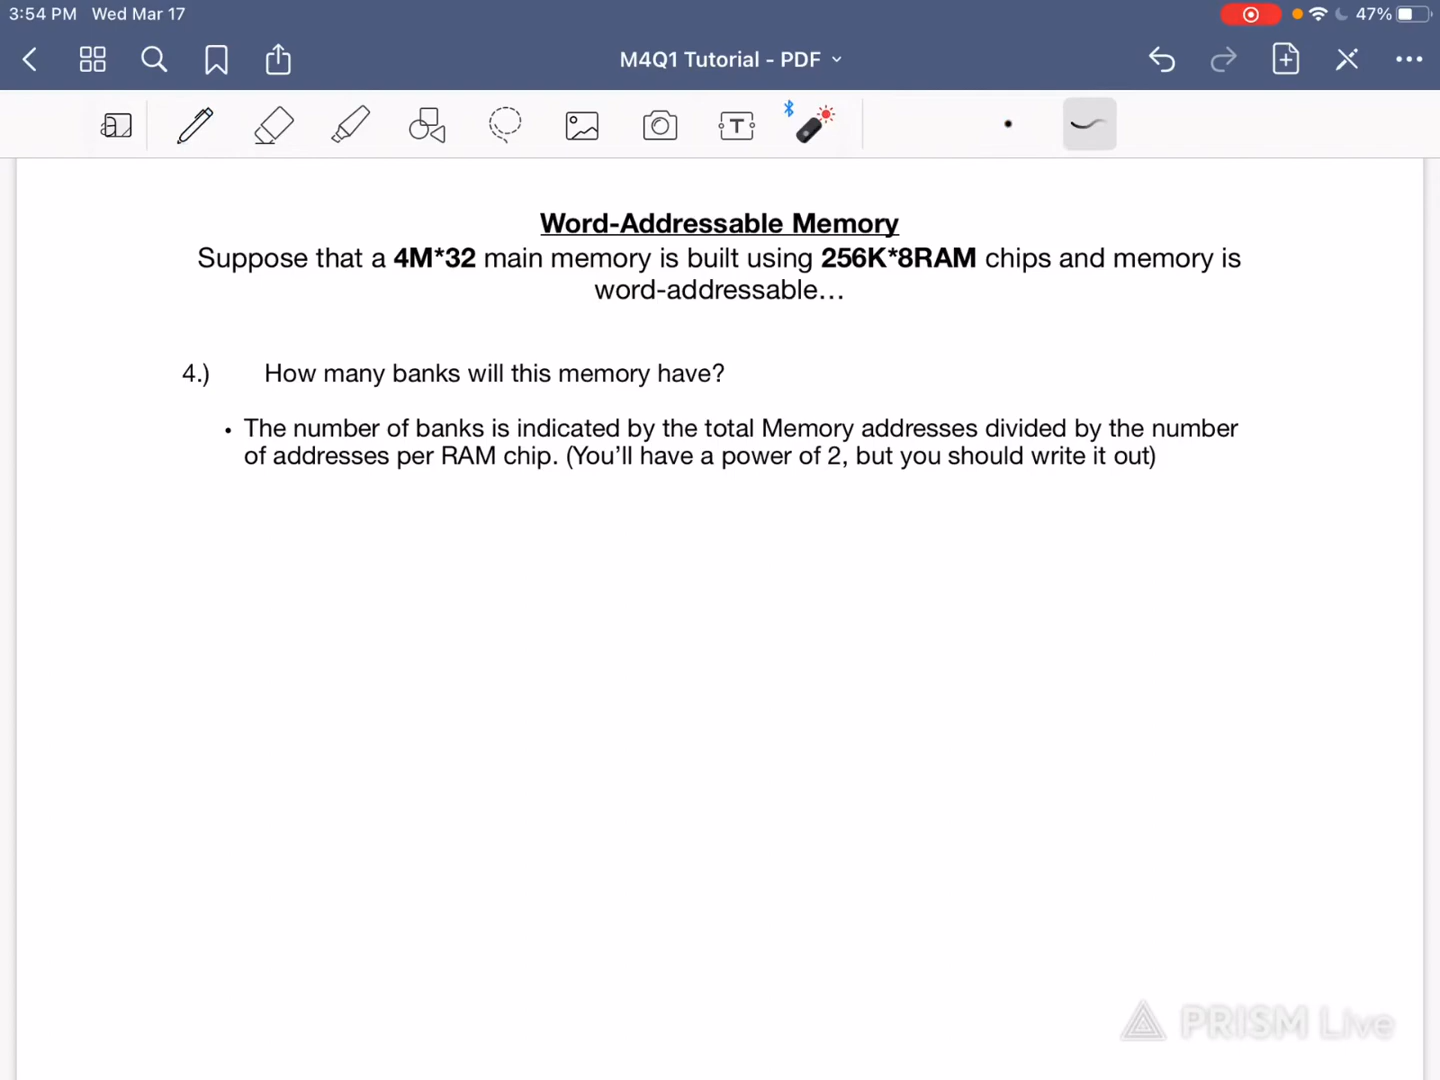 3:54 PM Wed Mar 17
47%
M4Q1 Tutorial - PDF
Word-Addressable Memory
Suppose that a 4M*32 main memory is built using 256K*8RAM chips and memory is
word-addressable…
4.) How many banks will this memory have?
• The number of banks is indicated by the total Memory addresses divided by the number
of addresses per RAM chip. (You’ll have a power of 2, but you should write it out)
PRISM Live